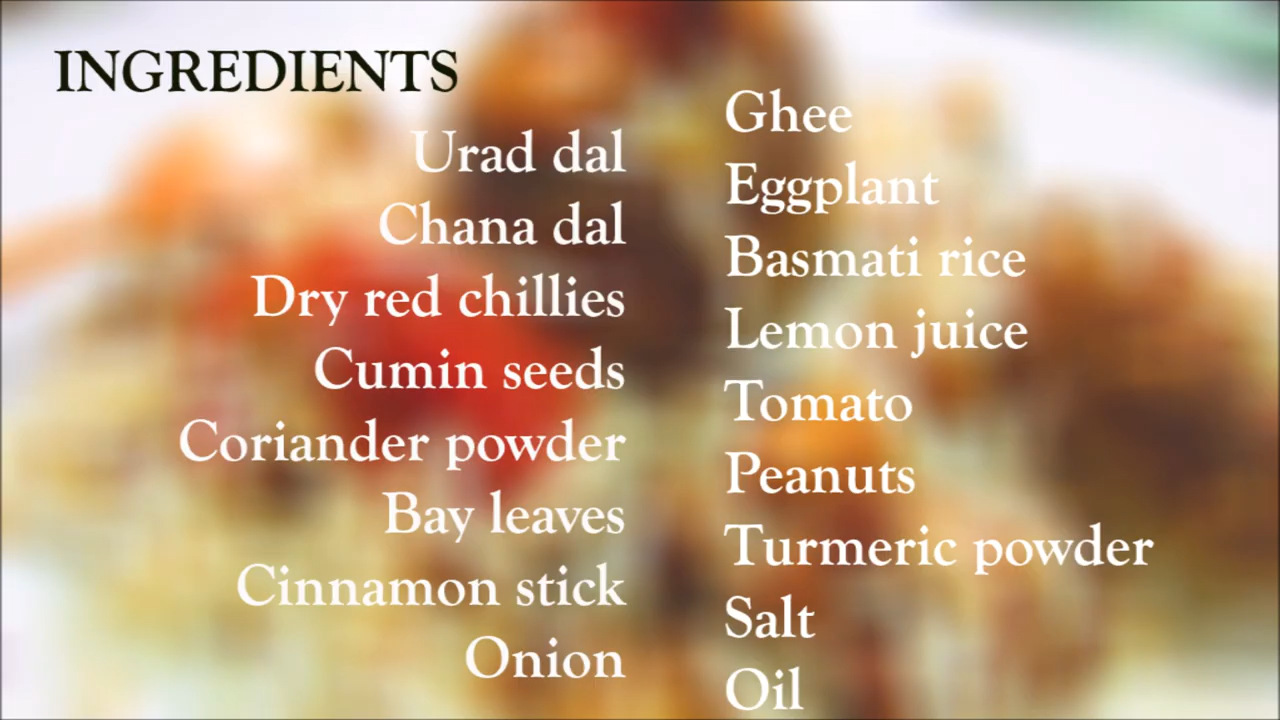 INGREDIENTS
Urad dal
Chana dal
Dry red chillies
Cumin seeds
Coriander powder
Bay leaves
Cinnamon stick
Onion
Ghee
Eggplant
Basmati rice
Lemon juice
Tomato
Peanuts
Turmeric powder
Salt
Oil